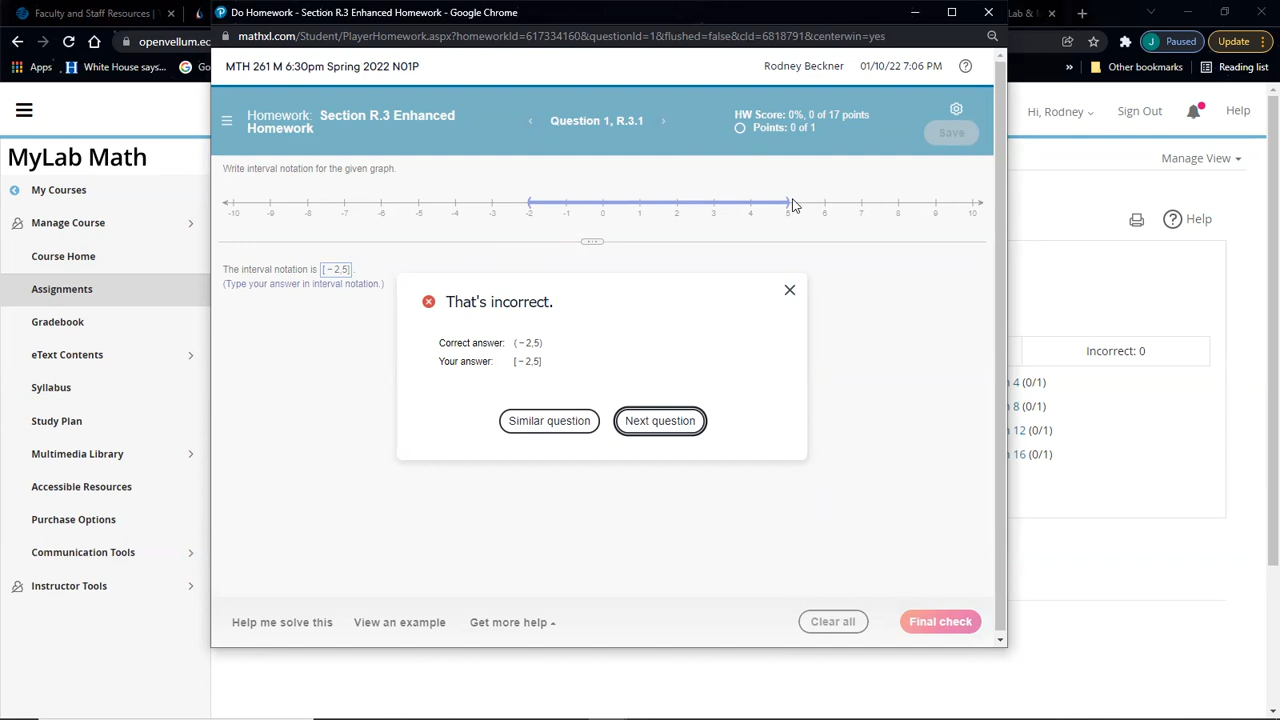 Faculty and Staff Resources |
Do Homework - Section R.3 Enhanced Homework - Google Chrome
openvellum.ec
mathxl.com/Student/PlayerHomework.aspx?homeworkId=617334160&questionId=1&flushed=false&cId=6818791&centerwin=yes
Paused
Update
Apps
White House says...
Go
»
Other bookmarks
Reading list
MTH 261 M 6:30pm Spring 2022 N01P
Rodney Beckner
01/10/22 7:06 PM
Hi, Rodney
Sign Out
Help
Homework: Section R.3 Enhanced
Homework
Question 1, R.3.1
HW Score: 0%, 0 of 17 points
Points: 0 of 1
Save
MyLab Math
Manage View
My Courses
Manage Course
Course Home
Assignments
Gradebook
eText Contents
Syllabus
Study Plan
Multimedia Library
Accessible Resources
Purchase Options
Communication Tools
Instructor Tools
Write interval notation for the given graph.
-10 -9 -8 -7 -6 -5 -4 -3 -2 -1 0 1 2 3 4 5 6 7 8 9 10
The interval notation is [ − 2,5] .
(Type your answer in interval notation.)
That's incorrect.
Correct answer: ( − 2,5)
Your answer: [ − 2,5]
Similar question
Next question
Help me solve this
View an example
Get more help
Clear all
Final check
Help
Incorrect: 0
4 (0/1)
8 (0/1)
12 (0/1)
16 (0/1)